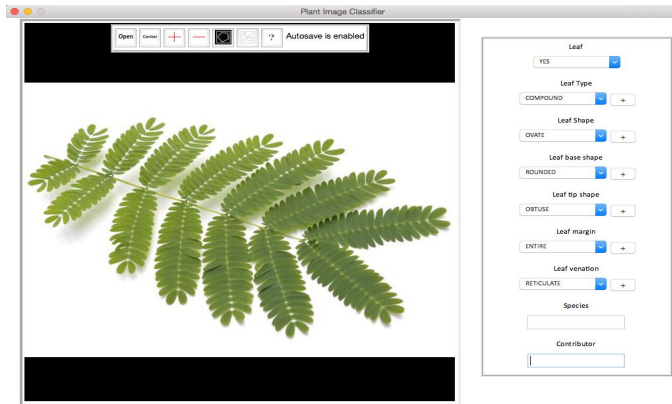 Plant Image Classifier
Open Center ? Autosave is enabled
Leaf
YES
Leaf Type
COMPOUND
+
Leaf Shape
OVATE
+
Leaf base shape
ROUNDED
+
Leaf tip shape
OBTUSE
+
Leaf margin
ENTIRE
+
Leaf venation
RETICULATE
+
Species
Contributor